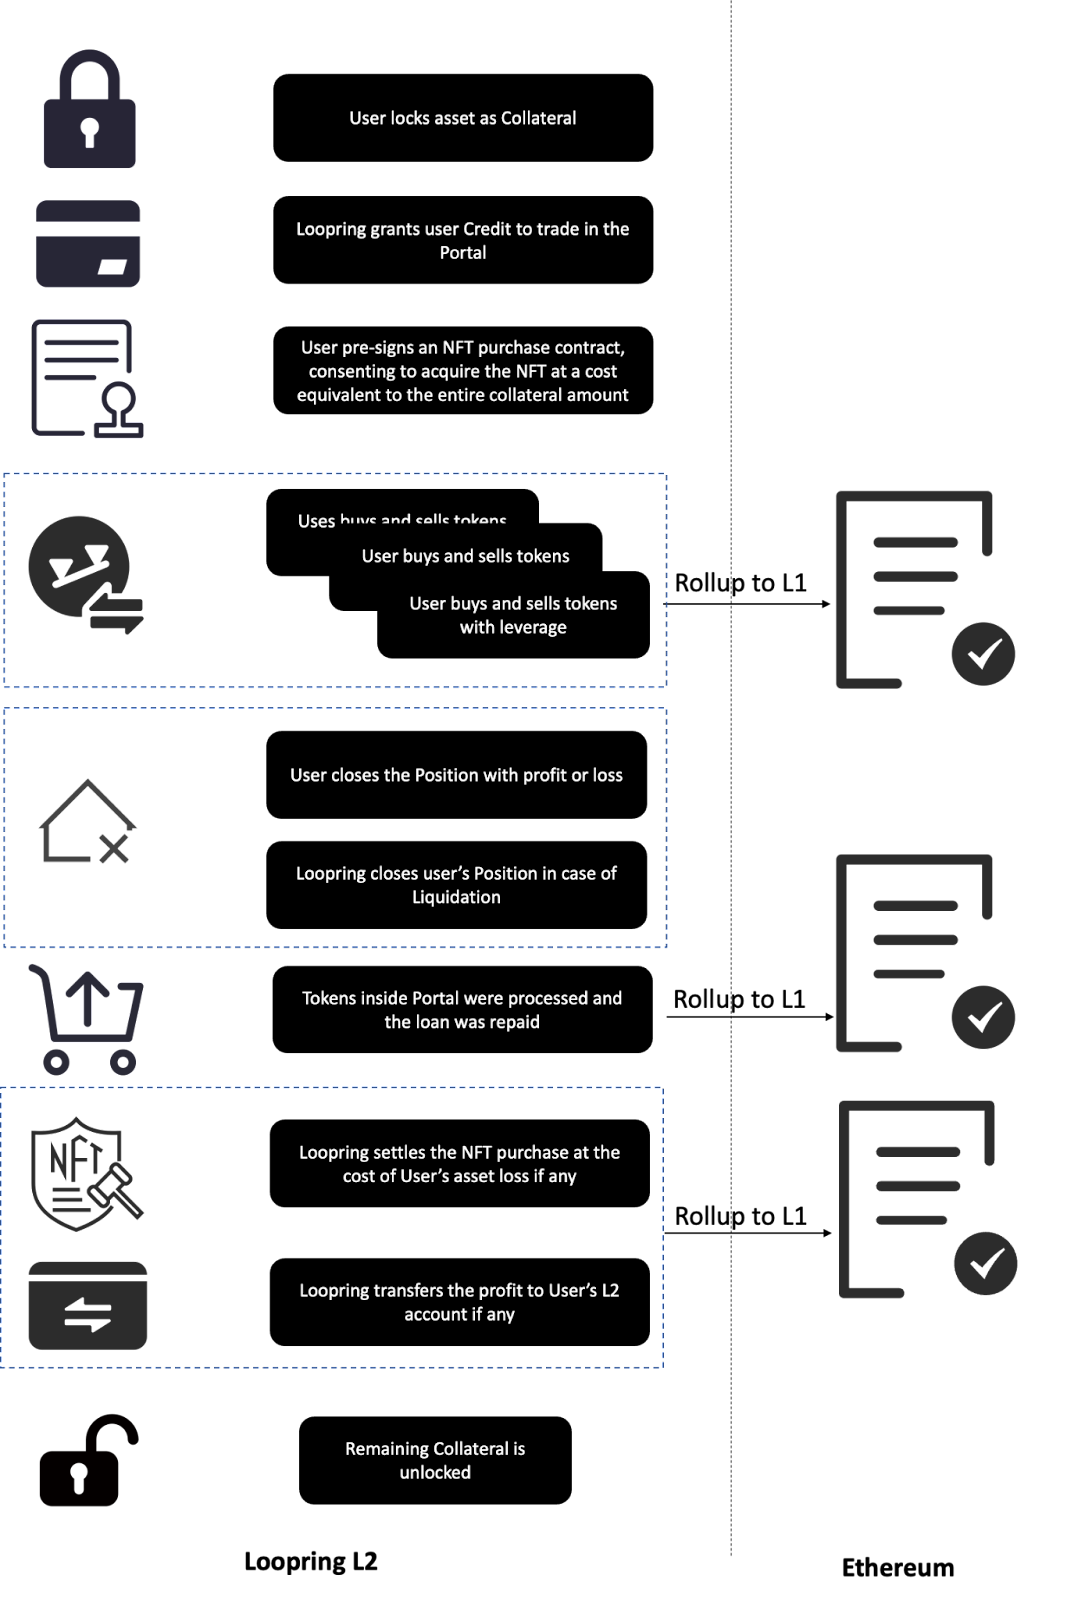 User locks asset as Collateral
Loopring grants user Credit to trade in the
Portal
User pre-signs an NFT purchase contract,
consenting to acquire the NFT at a cost
equivalent to the entire collateral amount
Uses buys and sells tokens
User buys and sells tokens
User buys and sells tokens
with leverage
Rollup to L1
User closes the Position with profit or loss
Loopring closes user's Position in case of
Liquidation
Tokens inside Portal were processed and
the loan was repaid
Rollup to L1
NFT
Loopring settles the NFT purchase at the
cost of User's asset loss if any
Rollup to L1
Loopring transfers the profit to User's L2
account if any
Remaining Collateral is
unlocked
Loopring L2
Ethereum